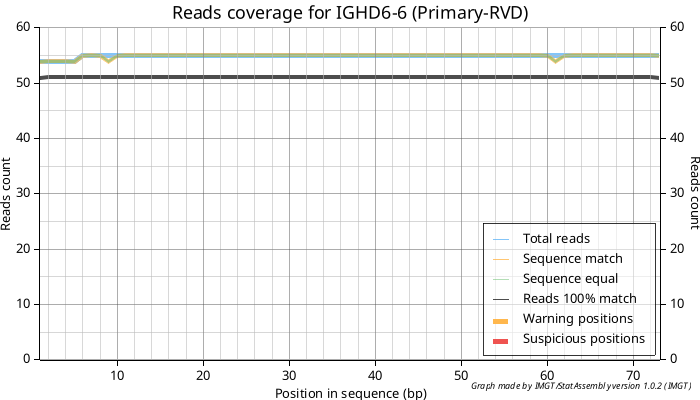 Reads coverage for IGHD6-6 (Primary-RVD)
60 60
50 50
40 40
30 30
20 20
10 10
0 0
Reads count
Reads count
Total reads
Sequence match
Sequence equal
Reads 100% match
Warning positions
Suspicious positions
10 20 30 40 50 60 70
Position in sequence (bp)
Graph made by IMGT/StatAssembly version 1.0.2 (IMGT)